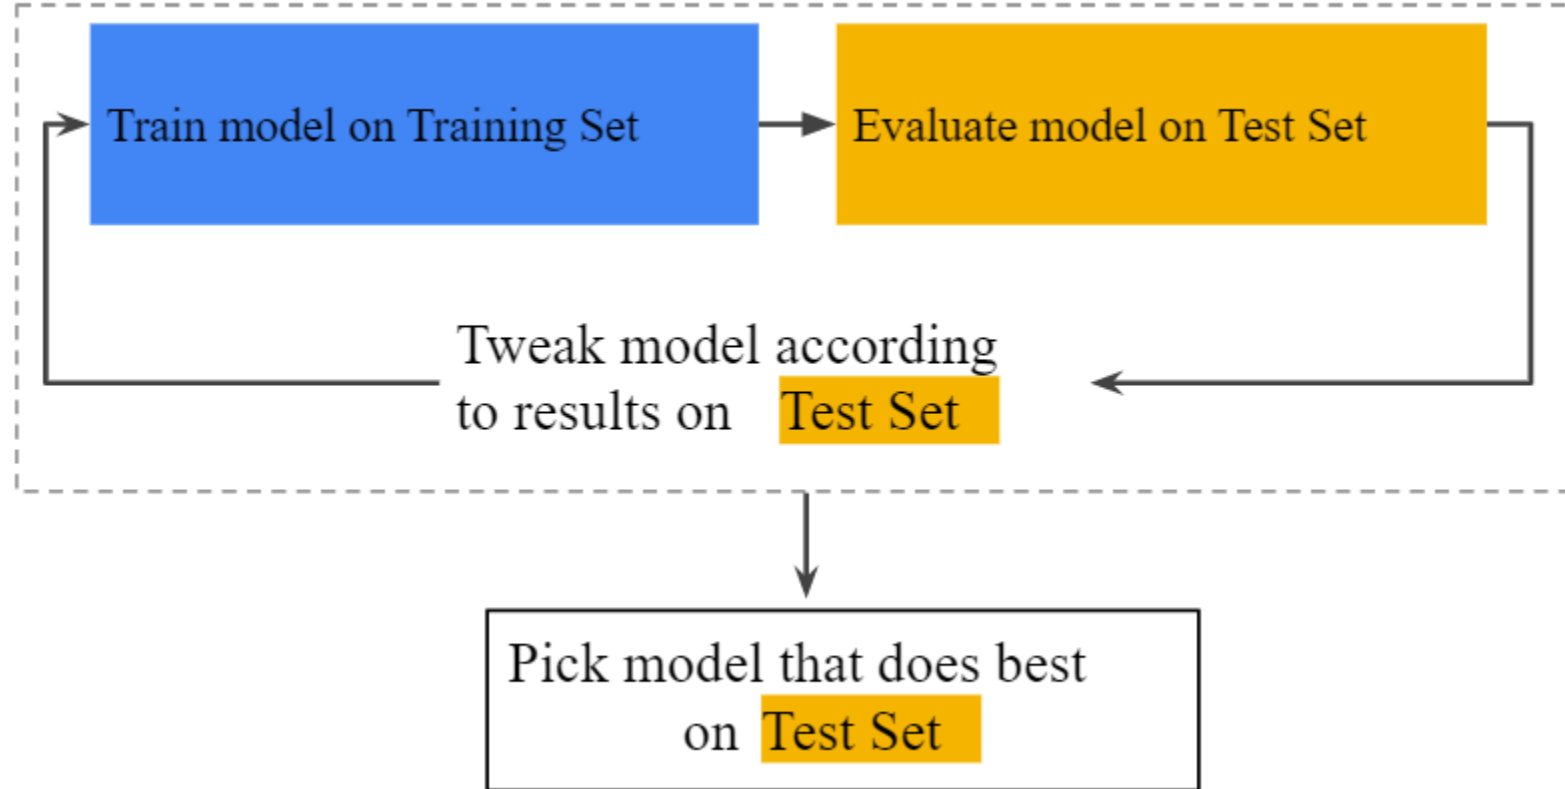 Train model on Training Set
Evaluate model on Test Set
Tweak model according
to results on Test Set
Pick model that does best
on Test Set